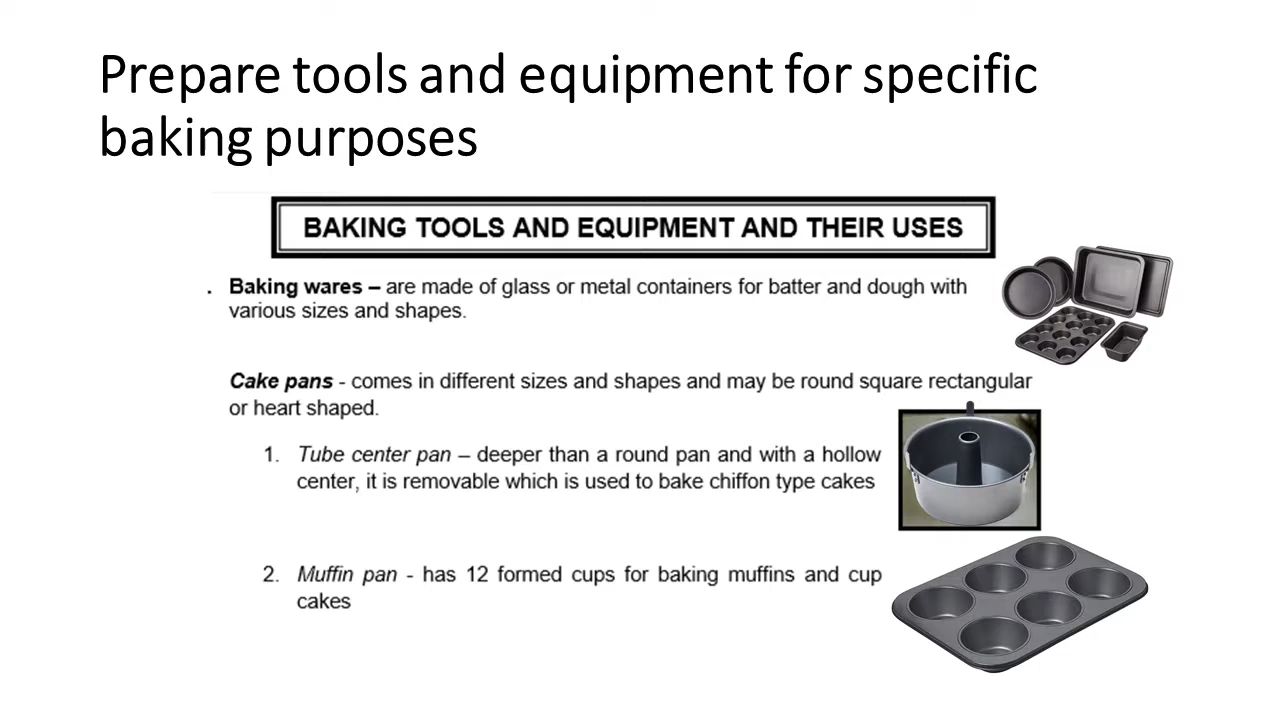 Prepare tools and equipment for specific
baking purposes
BAKING TOOLS AND EQUIPMENT AND THEIR USES
. Baking wares – are made of glass or metal containers for batter and dough with
various sizes and shapes.
Cake pans - comes in different sizes and shapes and may be round square rectangular
or heart shaped.
1. Tube center pan – deeper than a round pan and with a hollow
center, it is removable which is used to bake chiffon type cakes
2. Muffin pan - has 12 formed cups for baking muffins and cup
cakes